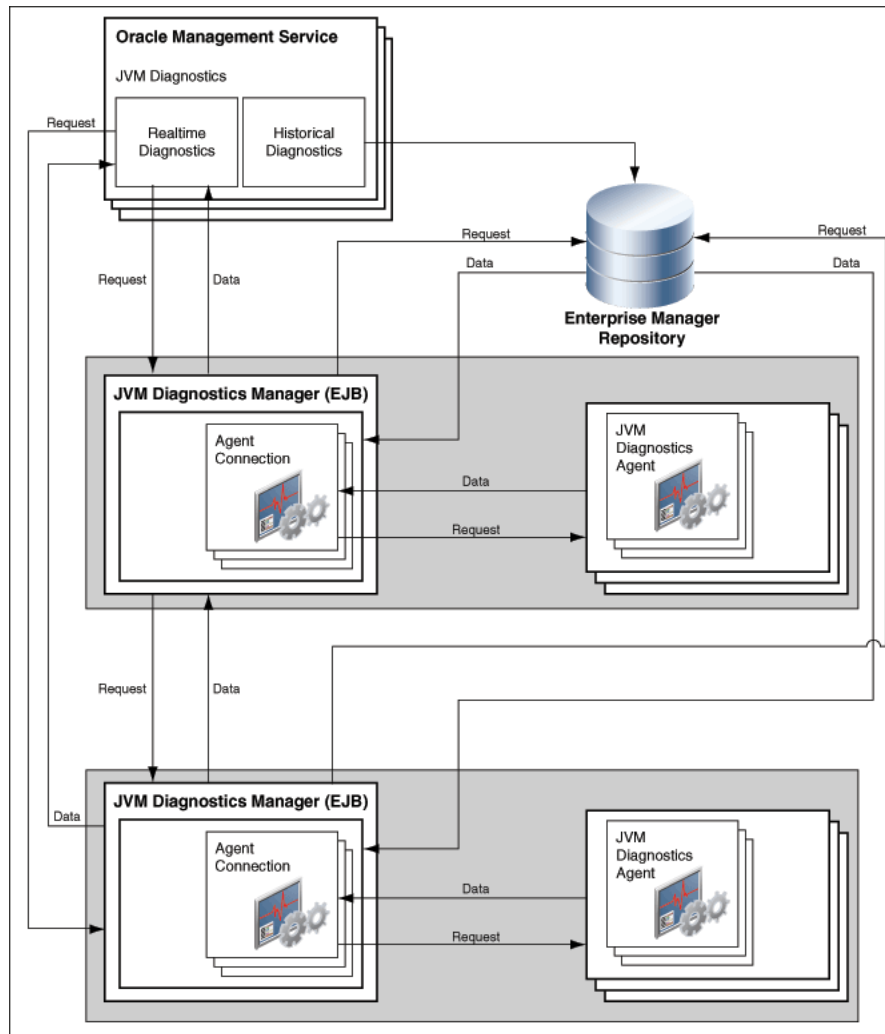 Oracle Management Service
JVM Diagnostics
Request
Realtime
Diagnostics
Historical
Diagnostics
Request
Request
Data
Data
Request
Data
Enterprise Manager
Repository
JVM Diagnostics Manager (EJB)
Agent
Connection
JVM
Diagnostics
Agent
Data
Request
Request
Data
JVM Diagnostics Manager (EJB)
Data
Agent
Connection
JVM
Diagnostics
Agent
Data
Request